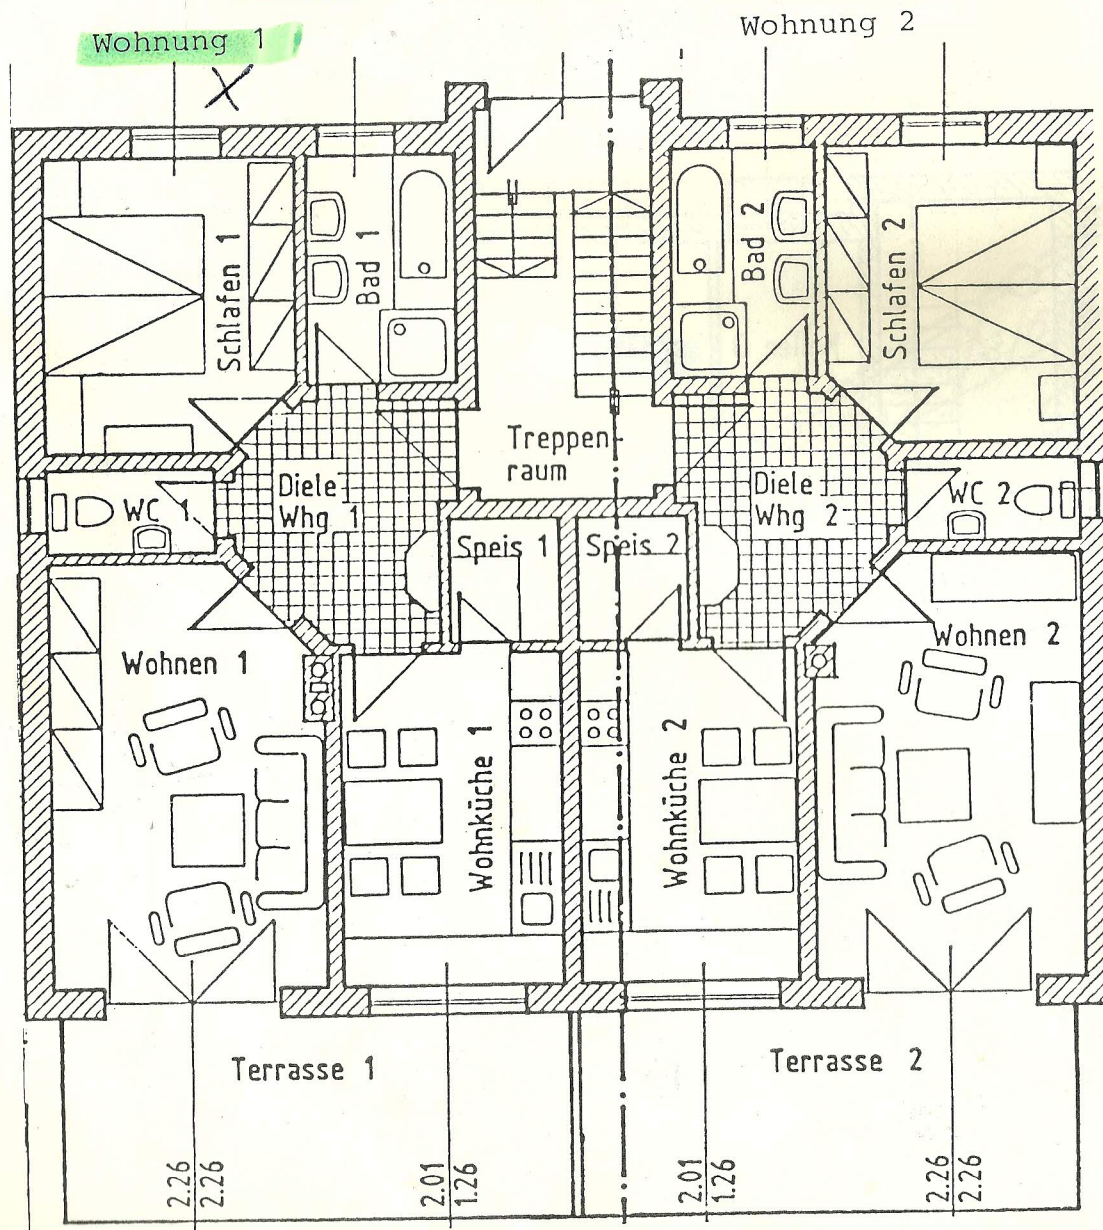 Wohnung 1
Wohnung 2
X
Schlafen 1
Bad 1
Bad 2
Schlafen 2
Treppen-
raum
WC 1
Diele
Whg 1
Diele
Whg 2
WC 2
Speis 1
Speis 2
Wohnen 1
Wohnen 2
Wohnküche 1
Wohnküche 2
Terrasse 1
Terrasse 2
2.26
2.26
2.01
1.26
2.01
1.26
2.26
2.26